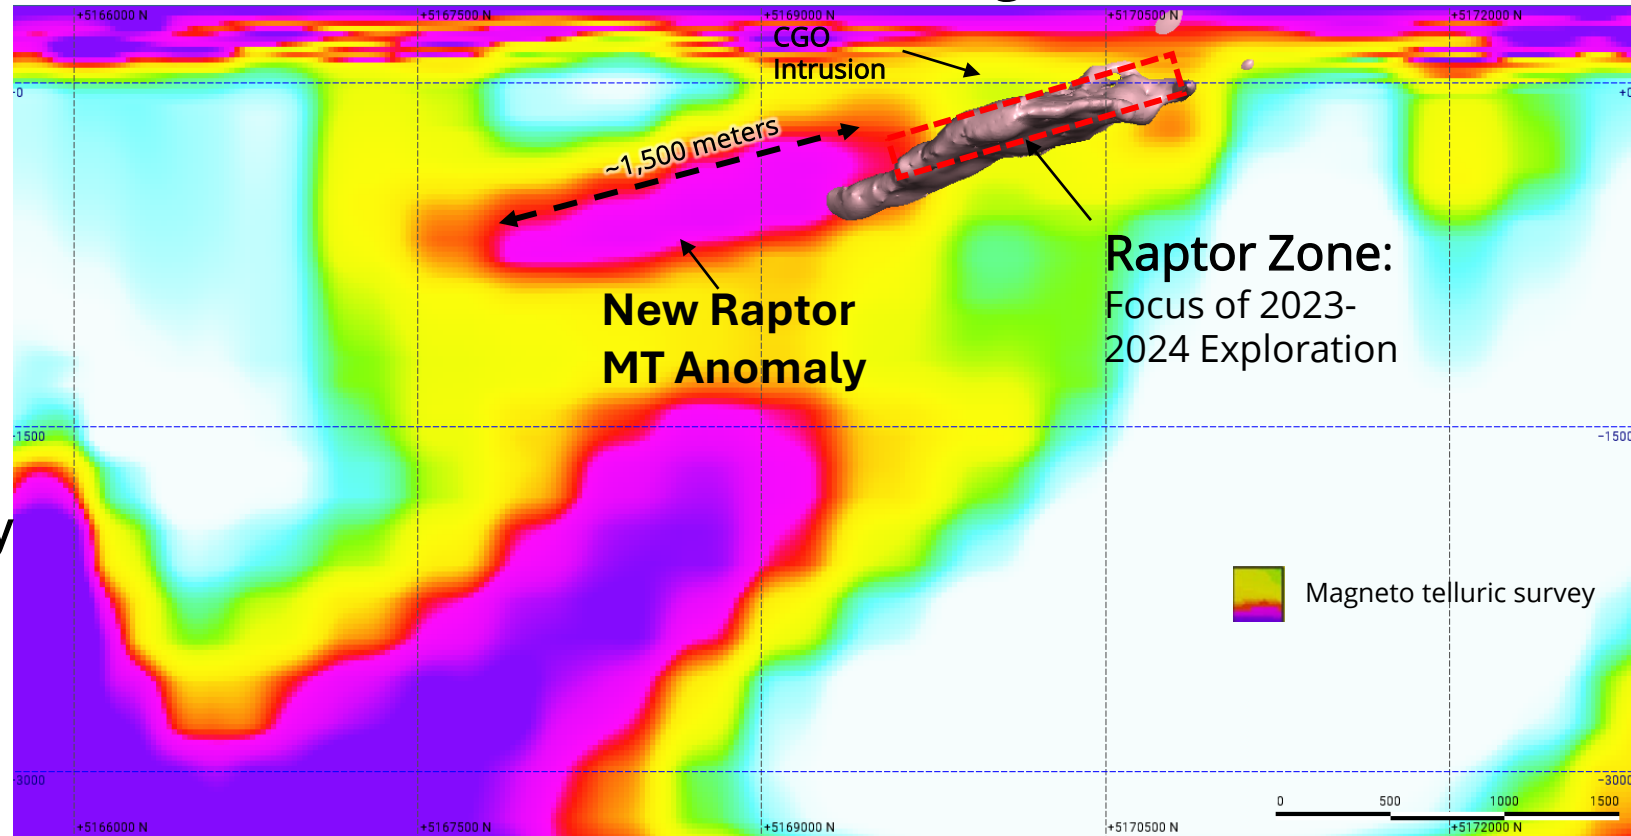 +5166000 N
+5167500 N
+5169000 N
+5170500 N
+5172000 N
CGO
Intrusion
-0
~1,500 meters
Raptor Zone:
Focus of 2023-
2024 Exploration
New Raptor
MT Anomaly
-1500
-1500
Magneto telluric survey
-3000
-3000
0 500 1000 1500
+5166000 N
+5167500 N
+5169000 N
+5170500 N
+5172000 N